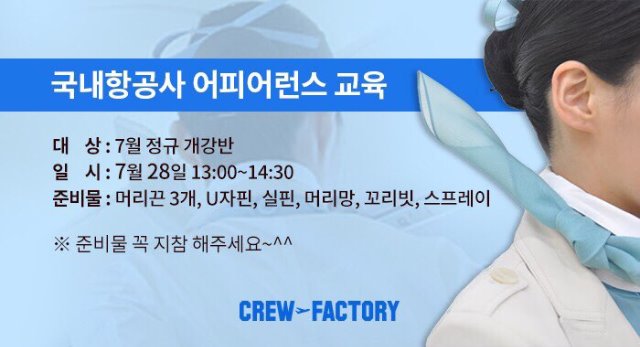 국내항공사 어피어런스 교육
대 상 : 7월 정규 개강반
일 시 : 7월 28일 13:00~14:30
준비물 : 머리끈 3개, U자핀, 실핀, 머리망, 꼬리빗, 스프레이
※ 준비물 꼭 지참 해주세요~^^
CREW FACTORY